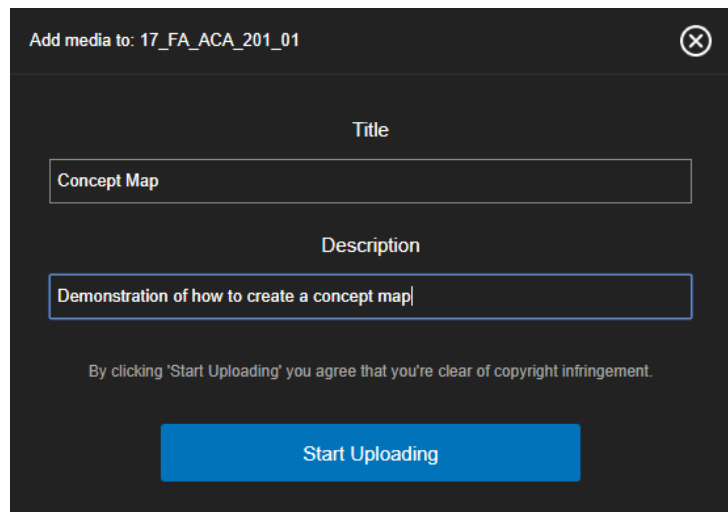 Add media to: 17_FA_ACA_201_01
Title
Concept Map
Description
Demonstration of how to create a concept map
By clicking 'Start Uploading' you agree that you're clear of copyright infringement.
Start Uploading